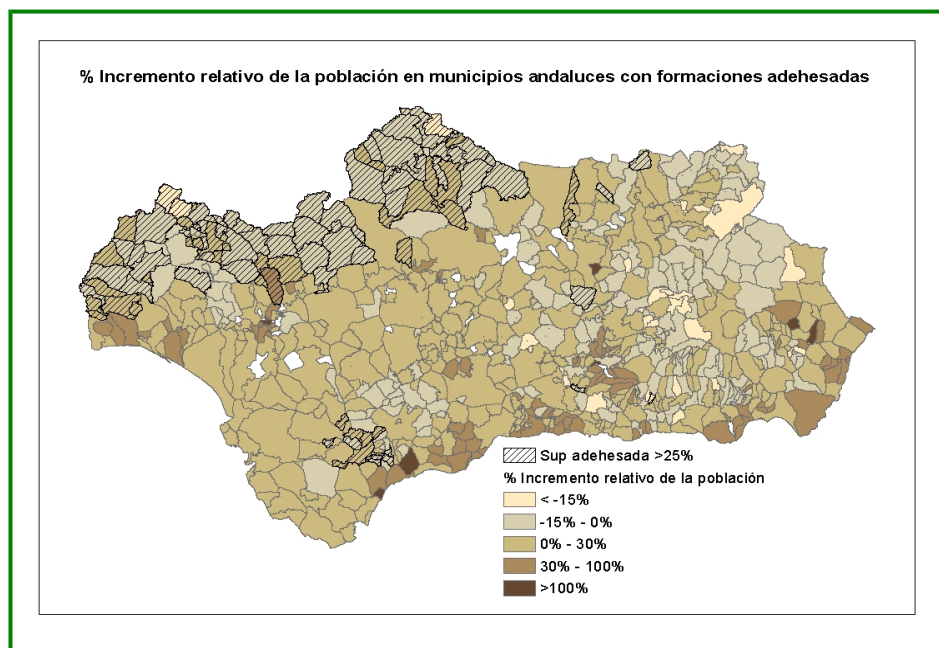 % Incremento relativo de la población en municipios andaluces con formaciones adehesadas
Sup adehesada >25%
% Incremento relativo de la población
< -15%
-15% - 0%
0% - 30%
30% - 100%
>100%